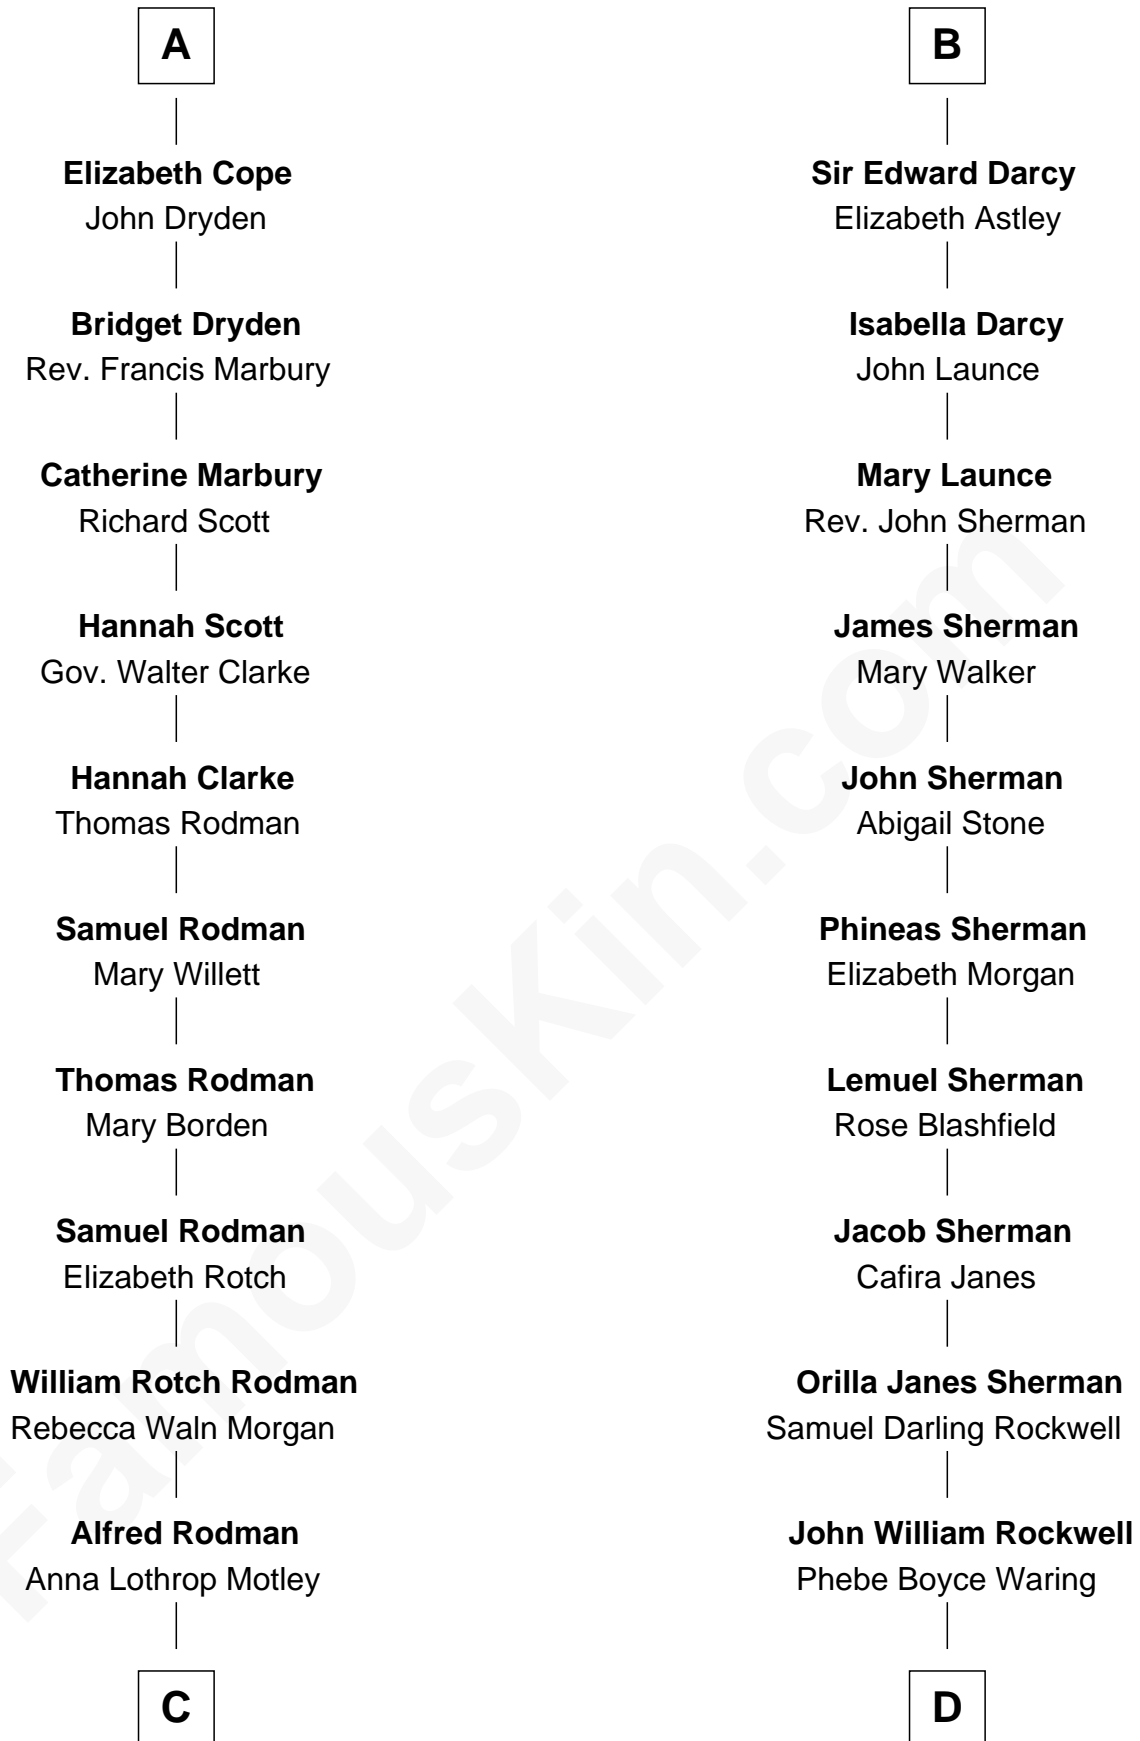 A
Elizabeth Cope
John Dryden
Bridget Dryden
Rev. Francis Marbury
Catherine Marbury
Richard Scott
Hannah Scott
Gov. Walter Clarke
Hannah Clarke
Thomas Rodman
Samuel Rodman
Mary Willett
Thomas Rodman
Mary Borden
Samuel Rodman
Elizabeth Rotch
William Rotch Rodman
Rebecca Waln Morgan
Alfred Rodman
Anna Lothrop Motley
C
B
Sir Edward Darcy
Elizabeth Astley
Isabella Darcy
John Launce
Mary Launce
Rev. John Sherman
James Sherman
Mary Walker
John Sherman
Abigail Stone
Phineas Sherman
Elizabeth Morgan
Lemuel Sherman
Rose Blashfield
Jacob Sherman
Cafira Janes
Orilla Janes Sherman
Samuel Darling Rockwell
John William Rockwell
Phebe Boyce Waring
D
FamousKin.com